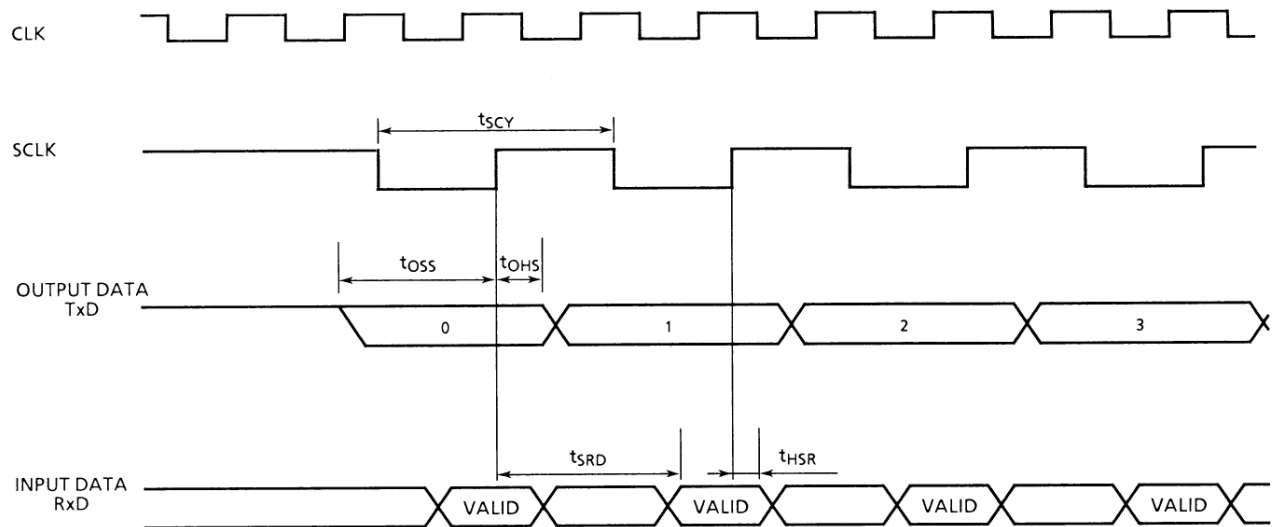 CLK
tSCY
SCLK
tOSS
tOHS
OUTPUT DATA
TxD
0
1
2
3
tSRD
tHSR
INPUT DATA
RxD
VALID
VALID
VALID
VALID